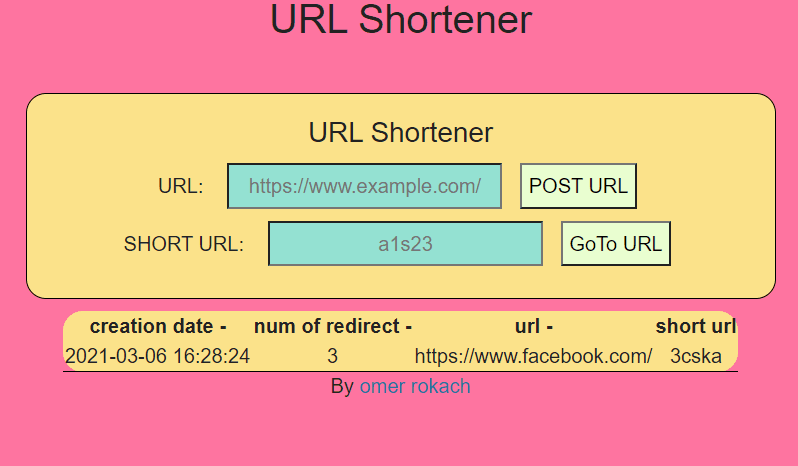 URL Shortener
URL Shortener
URL: https://www.example.com/ POST URL
SHORT URL: a1s23 GoTo URL
creation date - num of redirect - url - short url
2021-03-06 16:28:24 3 https://www.facebook.com/ 3cska
By omer rokach